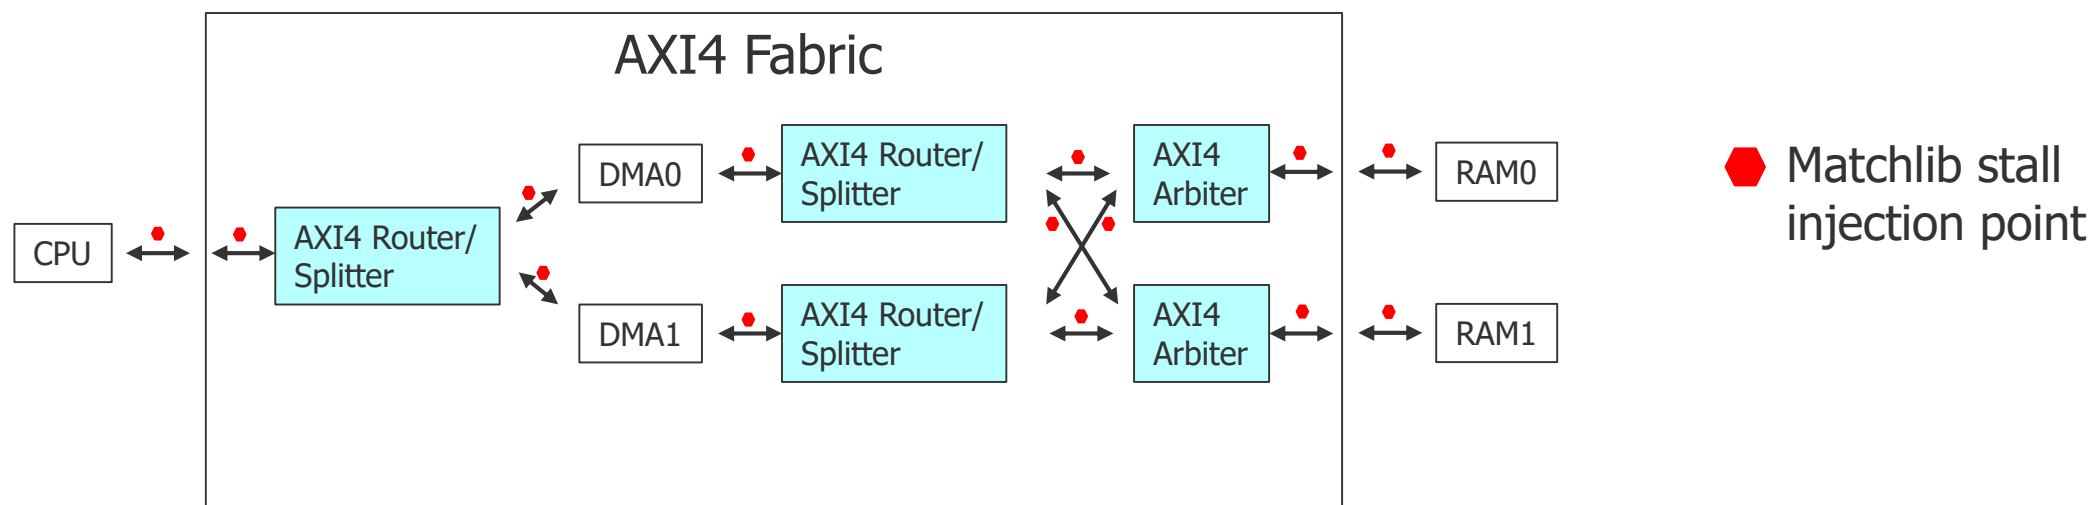 AXI4 Fabric
CPU
AXI4 Router/
Splitter
DMA0
DMA1
AXI4 Router/
Splitter
AXI4 Router/
Splitter
AXI4
Arbiter
AXI4
Arbiter
RAM0
RAM1
Matchlib stall
injection point